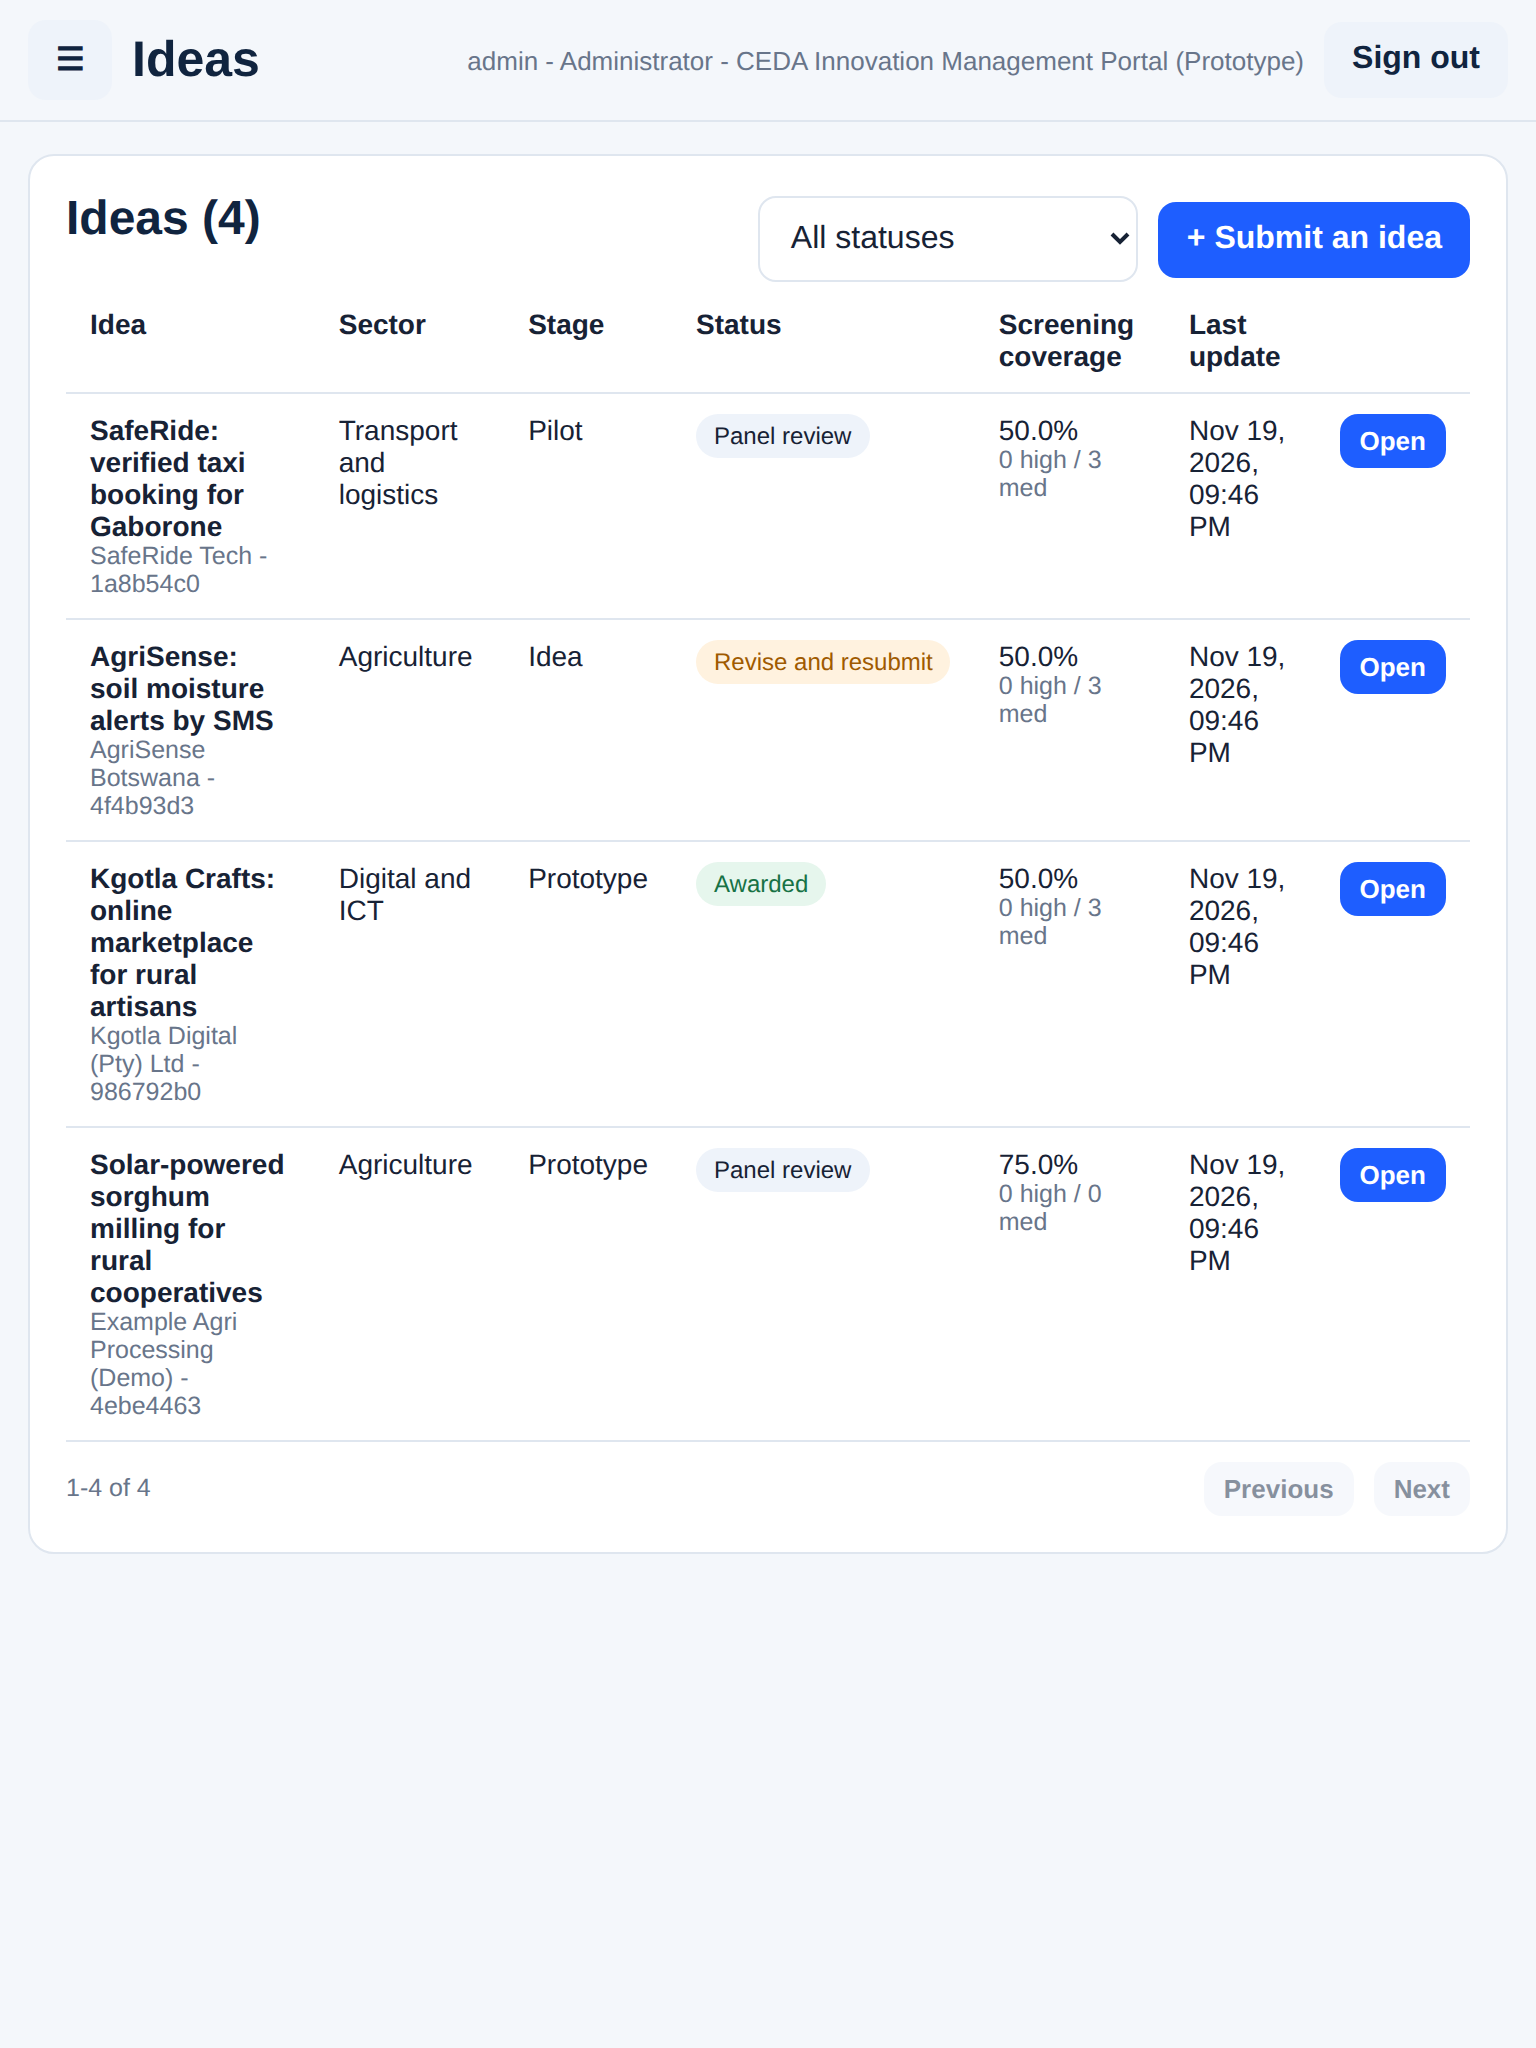 ☰ Ideas admin - Administrator - CEDA Innovation Management Portal (Prototype) Sign out
Ideas (4)
All statuses
+ Submit an idea
Idea Sector Stage Status Screening coverage Last update
SafeRide: verified taxi booking for Gaborone
SafeRide Tech - 1a8b54c0
Transport and logistics
Pilot
Panel review
50.0%
0 high / 3 med
Nov 19, 2026, 09:46 PM
Open
AgriSense: soil moisture alerts by SMS
AgriSense Botswana - 4f4b93d3
Agriculture
Idea
Revise and resubmit
50.0%
0 high / 3 med
Nov 19, 2026, 09:46 PM
Open
Kgotla Crafts: online marketplace for rural artisans
Kgotla Digital (Pty) Ltd - 986792b0
Digital and ICT
Prototype
Awarded
50.0%
0 high / 3 med
Nov 19, 2026, 09:46 PM
Open
Solar-powered sorghum milling for rural cooperatives
Example Agri Processing (Demo) - 4ebe4463
Agriculture
Prototype
Panel review
75.0%
0 high / 0 med
Nov 19, 2026, 09:46 PM
Open
1-4 of 4
Previous
Next